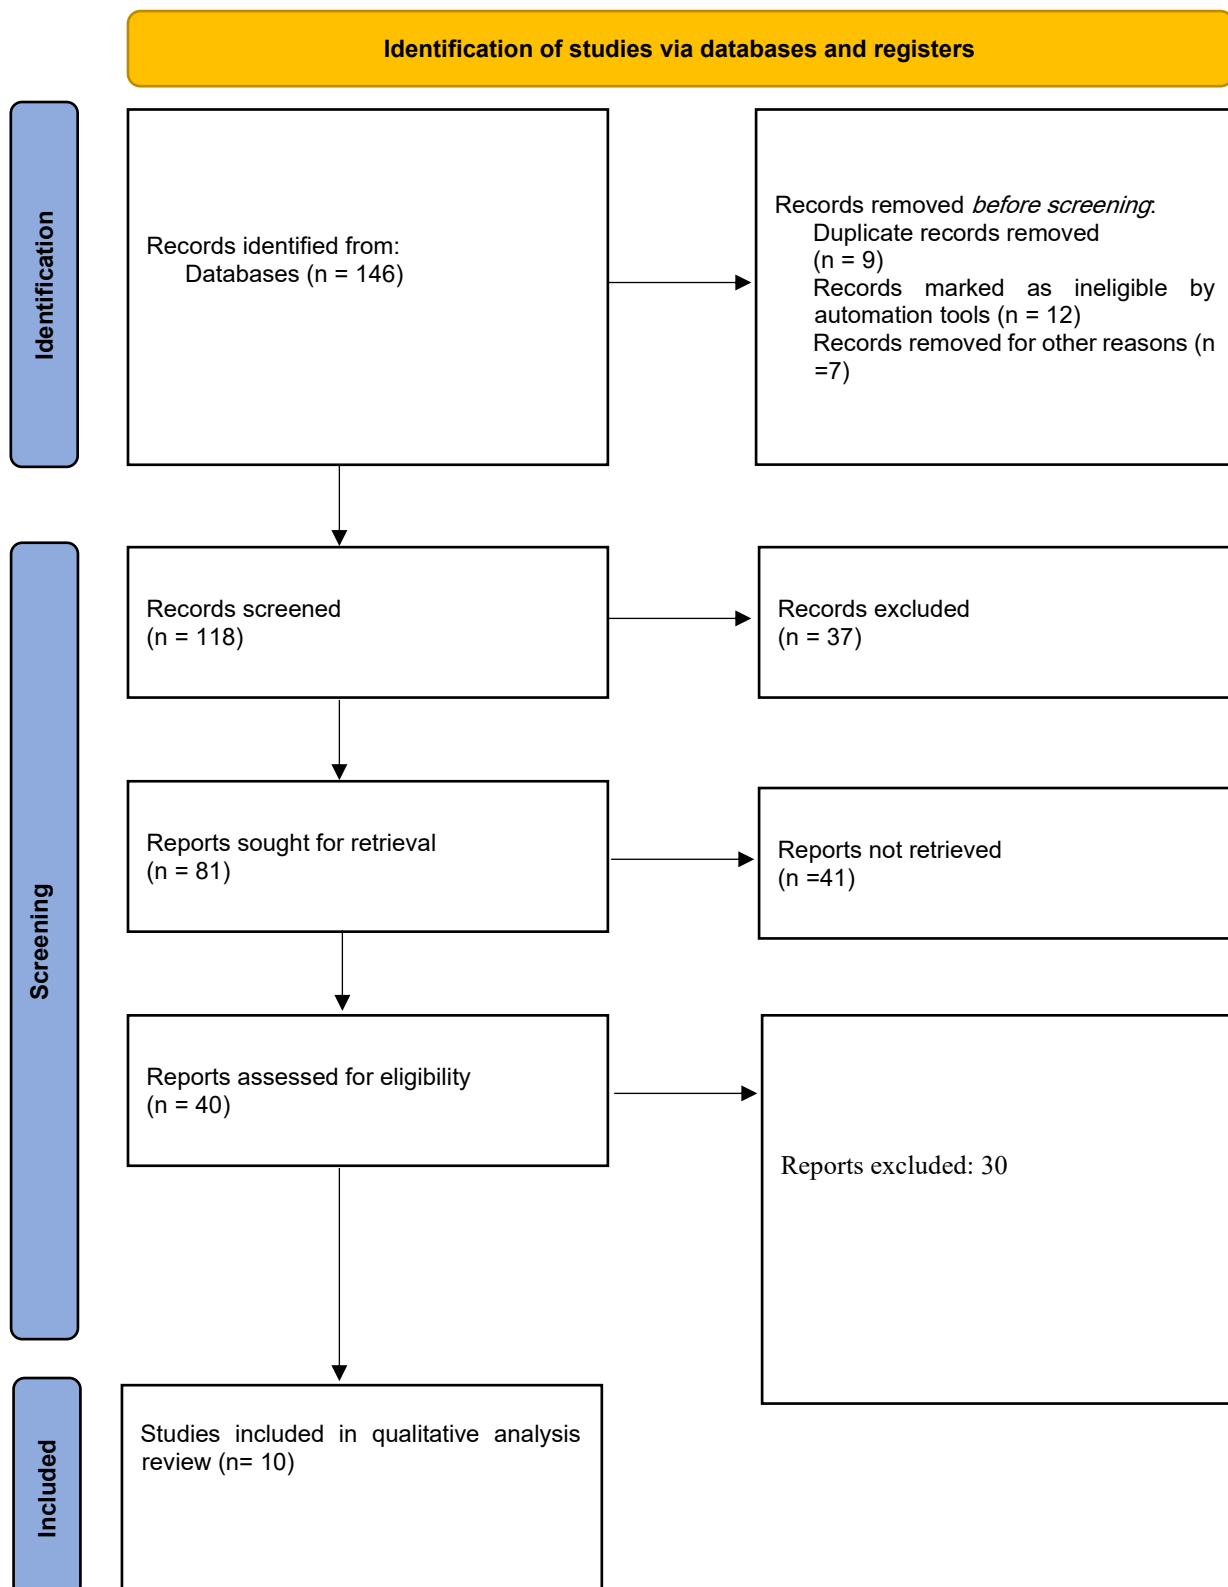 Identification of studies via databases and registers
Identification
Records identified from:
Databases (n = 146)
Records removed before screening:
Duplicate records removed
(n = 9)
Records marked as ineligible by
automation tools (n = 12)
Records removed for other reasons (n
=7)
Screening
Records screened
(n = 118)
Records excluded
(n = 37)
Reports sought for retrieval
(n = 81)
Reports not retrieved
(n =41)
Reports assessed for eligibility
(n = 40)
Reports excluded: 30
Included
Studies included in qualitative analysis
review (n= 10)